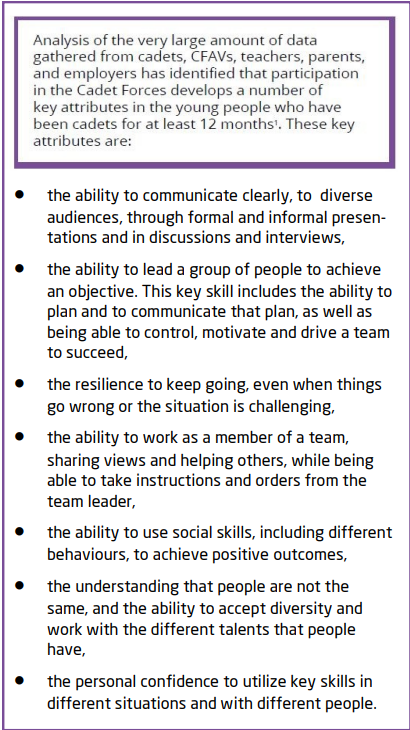 Analysis of the very large amount of data
gathered from cadets, CFAVs, teachers, parents,
and employers has identified that participation
in the Cadet Forces develops a number of
key attributes in the young people who have
been cadets for at least 12 months¹. These key
attributes are:
● the ability to communicate clearly, to diverse
audiences, through formal and informal presen-
tations and in discussions and interviews,
● the ability to lead a group of people to achieve
an objective. This key skill includes the ability to
plan and to communicate that plan, as well as
being able to control, motivate and drive a team
to succeed,
● the resilience to keep going, even when things
go wrong or the situation is challenging,
● the ability to work as a member of a team,
sharing views and helping others, while being
able to take instructions and orders from the
team leader,
● the ability to use social skills, including different
behaviours, to achieve positive outcomes,
● the understanding that people are not the
same, and the ability to accept diversity and
work with the different talents that people
have,
● the personal confidence to utilize key skills in
different situations and with different people.